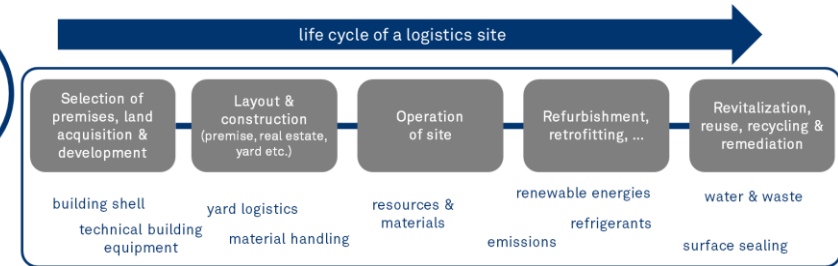 life cycle of a logistics site
Selection of
premises, land
acquisition &
development
Layout &
construction
(premise, real estate,
yard etc.)
Operation
of site
Refurbishment,
retrofitting, ...
Revitalization,
reuse, recycling &
remediation
building shell
technical building
equipment
yard logistics
material handling
resources &
materials
renewable energies
refrigerants
emissions
water & waste
surface sealing